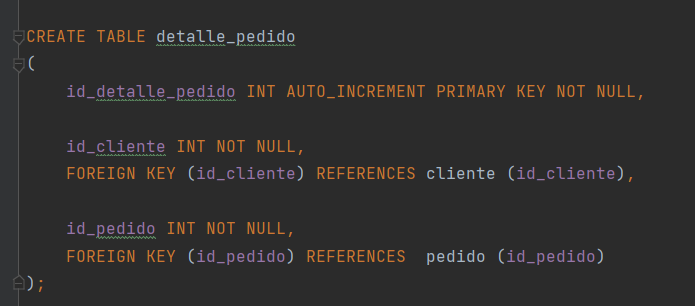 CREATE TABLE detalle_pedido
(
id_detalle_pedido INT AUTO_INCREMENT PRIMARY KEY NOT NULL,
id_cliente INT NOT NULL,
FOREIGN KEY (id_cliente) REFERENCES cliente (id_cliente),
id_pedido INT NOT NULL,
FOREIGN KEY (id_pedido) REFERENCES  pedido (id_pedido)
);